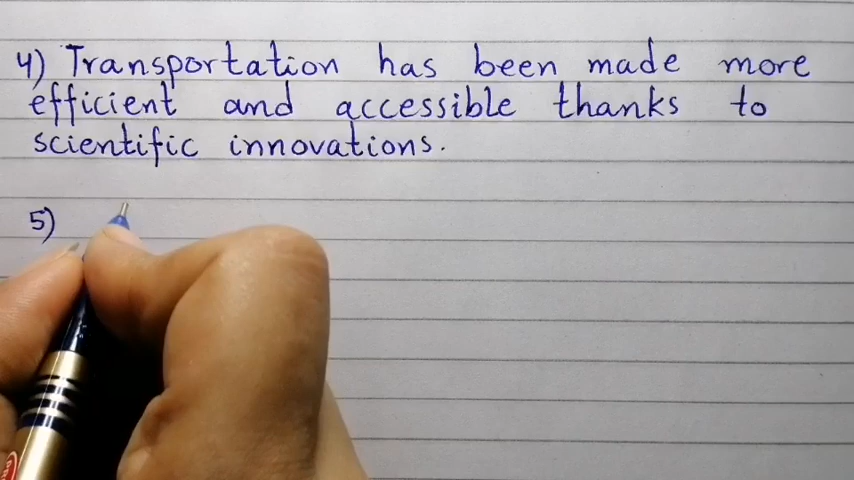 4) Transportation has been made more
efficient and accessible thanks to
scientific innovations.
5)